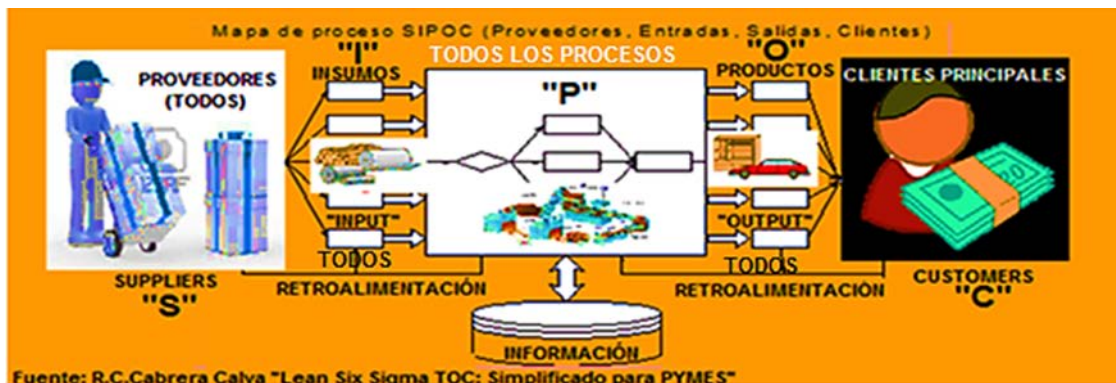 Mapa de proceso SIPOC (Proveedores, Entradas, Salidas, Clientes)
"I"
INSUMOS
TODOS LOS PROCESOS
"O"
PRODUCTOS
PROVEEDORES
(TODOS)
"P"
CLIENTES PRINCIPALES
"INPUT"
"OUTPUT"
TODOS
TODOS
SUPPLIERS
"S"
RETROALIMENTACIÓN
RETROALIMENTACIÓN
CUSTOMERS
"C"
INFORMACIÓN
Fuente: R.C.Cabrera Calva "Lean Six Sigma TOC: Simplificado para PYMES"